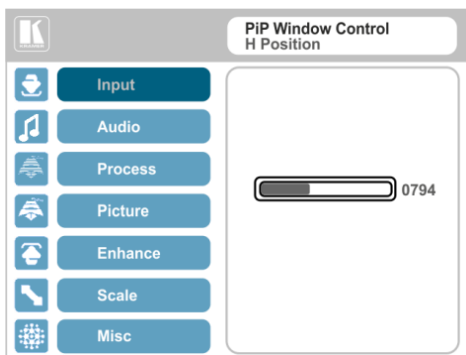 PiP Window Control
H Position
Input
Audio
Process
0794
Picture
Enhance
Scale
Misc